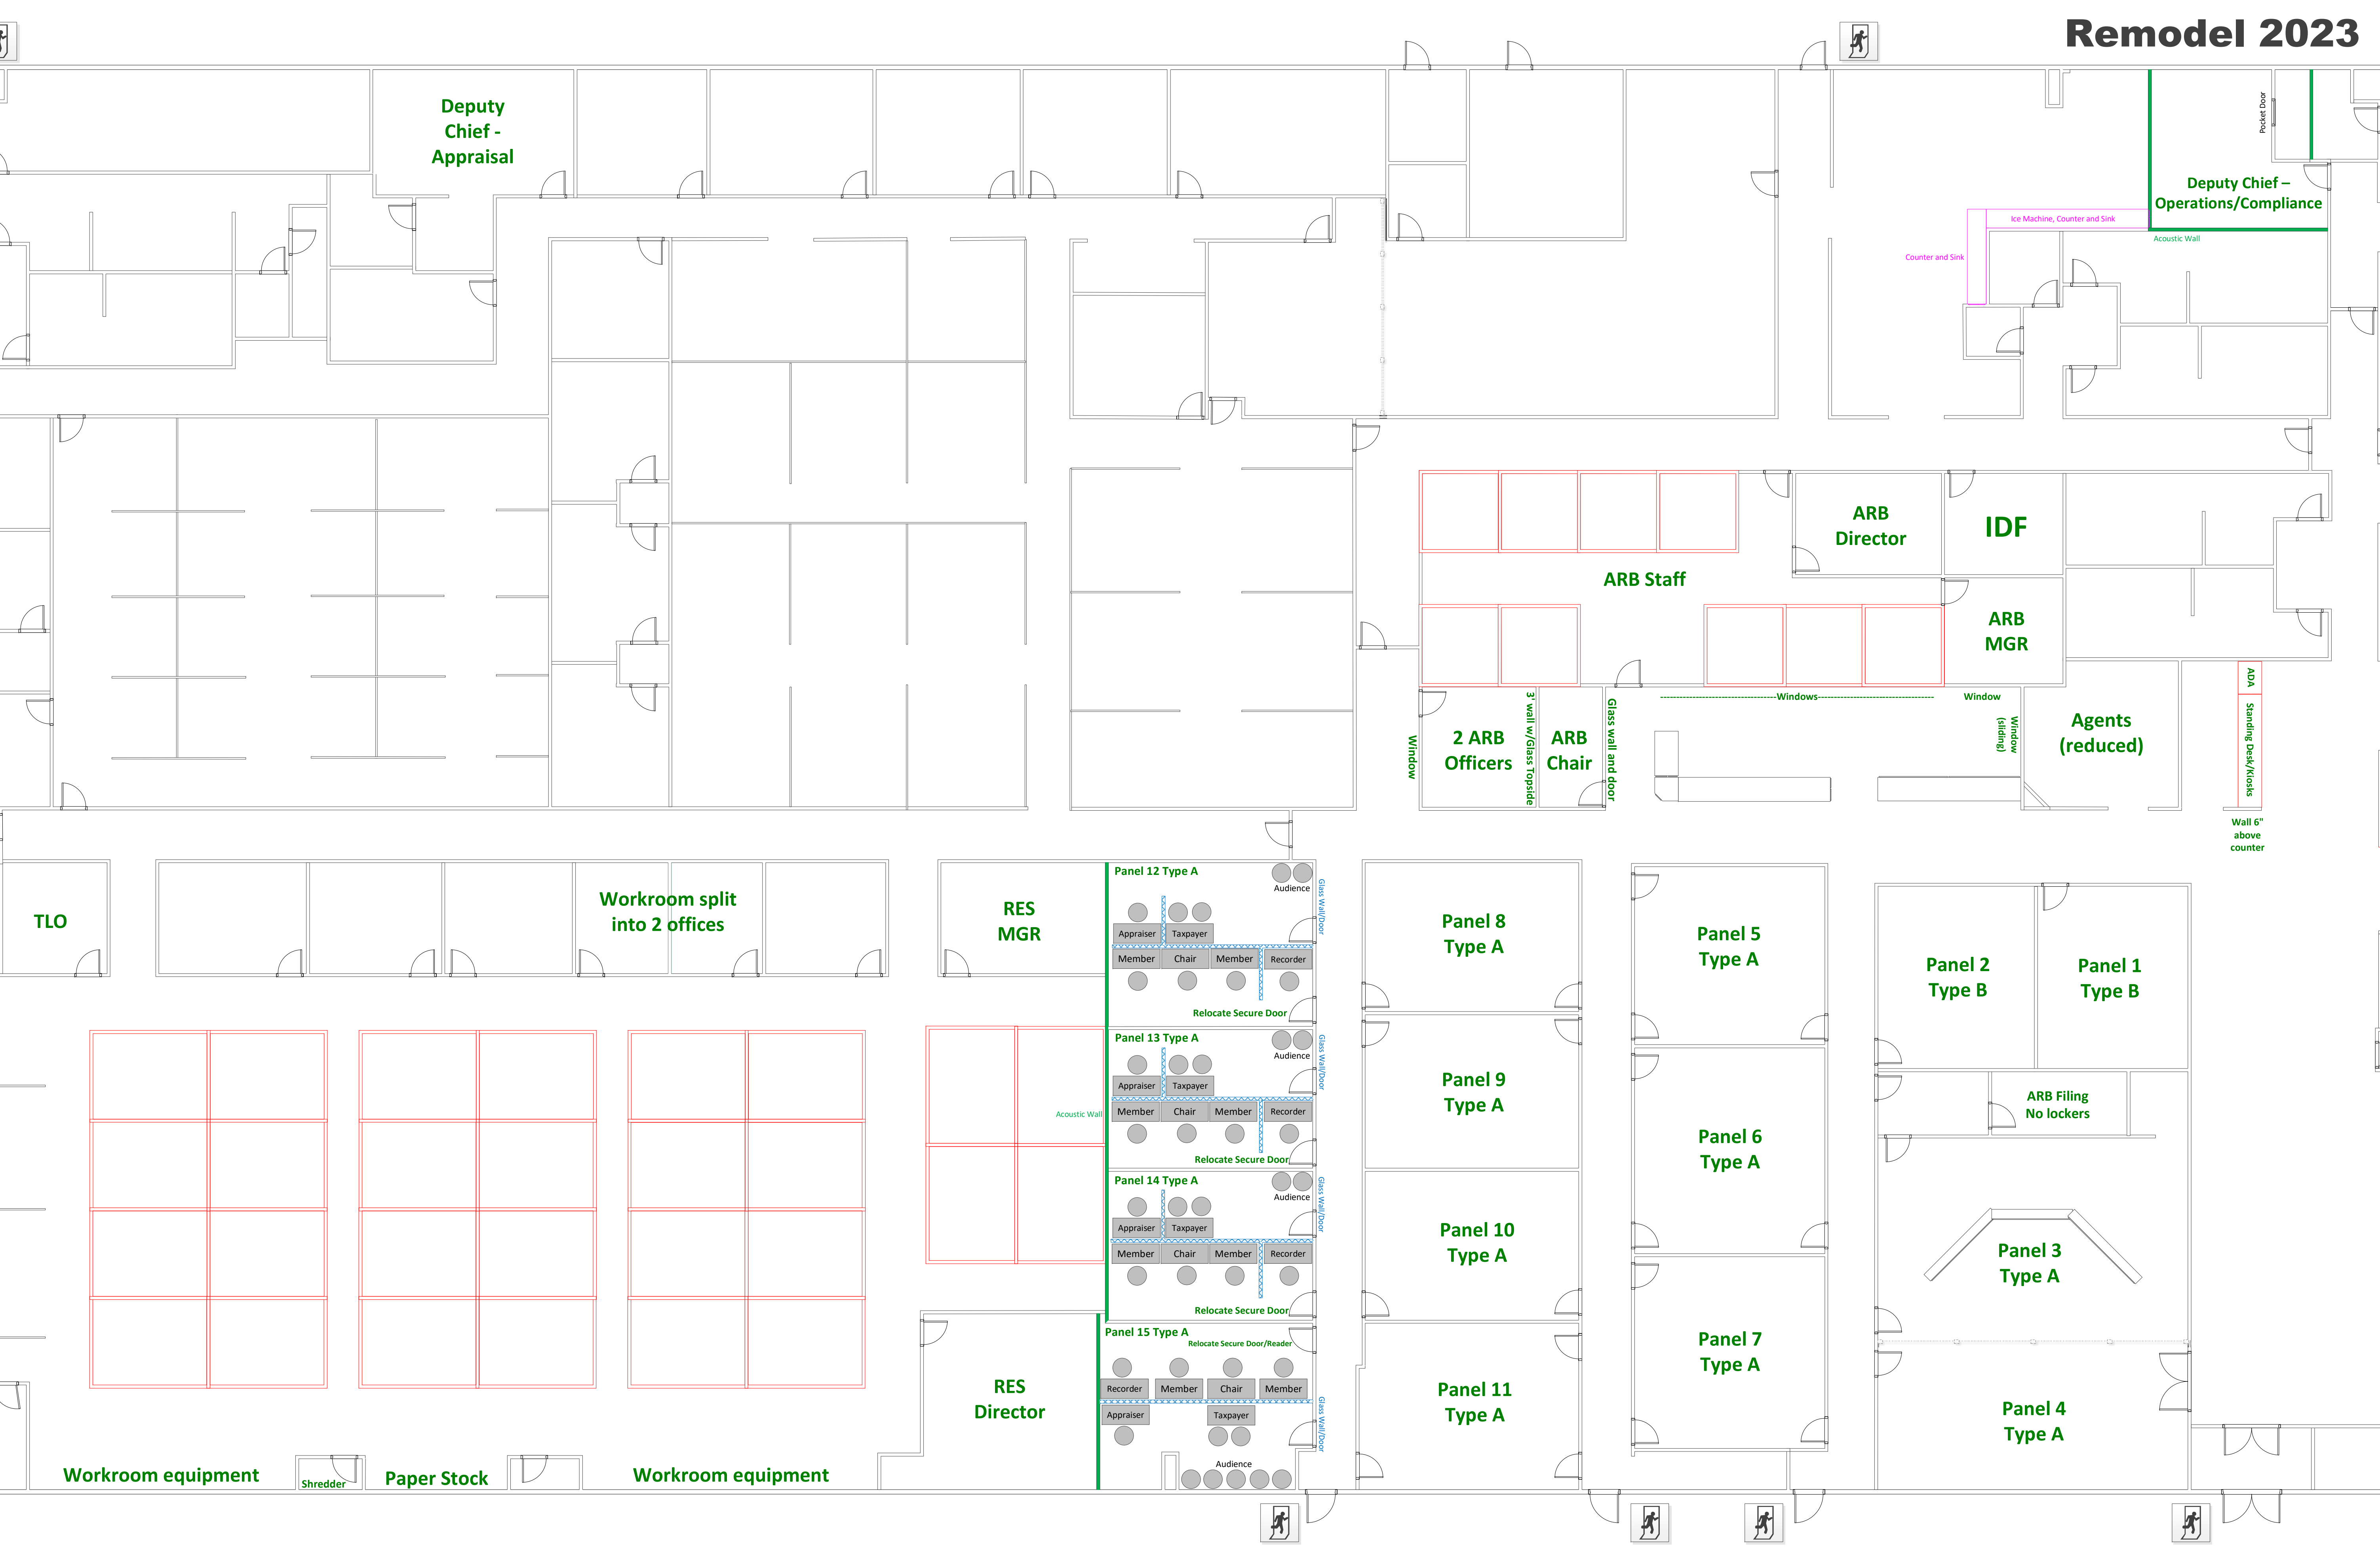 Remodel 2023
Deputy
Chief -
Appraisal
Pocket Door
Deputy Chief –
Operations/Compliance
Ice Machine, Counter and Sink
Acoustic Wall
Counter and Sink
ARB
Director
IDF
ARB Staff
ARB
MGR
Windows
Window
Window
(sliding)
Agents
(reduced)
ADA
Standing Desk/Kiosks
Wall 6"
above
counter
Window
2 ARB
Officers
3' wall w/Glass Topside
ARB
Chair
Glass wall and door
TLO
Workroom split
into 2 offices
RES
MGR
Panel 12 Type A
Audience
Glass Wall/Door
Appraiser
Taxpayer
Member
Chair
Member
Recorder
Relocate Secure Door
Panel 13 Type A
Audience
Glass Wall/Door
Appraiser
Taxpayer
Acoustic Wall
Member
Chair
Member
Recorder
Relocate Secure Door
Panel 14 Type A
Audience
Glass Wall/Door
Appraiser
Taxpayer
Member
Chair
Member
Recorder
Relocate Secure Door
Panel 15 Type A
Relocate Secure Door/Reader
Recorder
Member
Chair
Member
Appraiser
Taxpayer
Glass Wall/Door
Audience
RES
Director
Panel 8
Type A
Panel 9
Type A
Panel 10
Type A
Panel 11
Type A
Panel 5
Type A
Panel 6
Type A
Panel 7
Type A
Panel 2
Type B
Panel 1
Type B
ARB Filing
No lockers
Panel 3
Type A
Panel 4
Type A
Workroom equipment
Shredder
Paper Stock
Workroom equipment